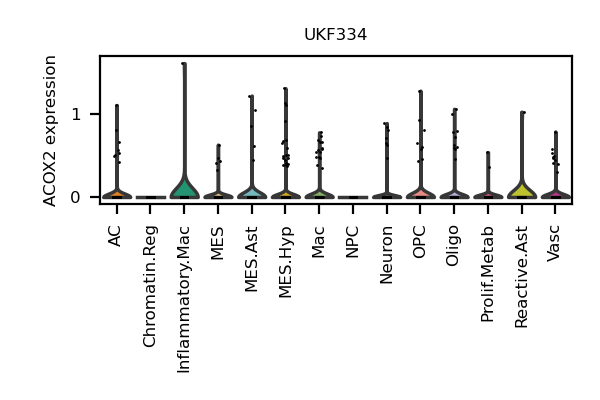 UKF334
ACOX2 expression
1
0
AC
Chromatin.Reg
Inflammatory.Mac
MES
MES.Ast
MES.Hyp
Mac
NPC
Neuron
OPC
Oligo
Prolif.Metab
Reactive.Ast
Vasc